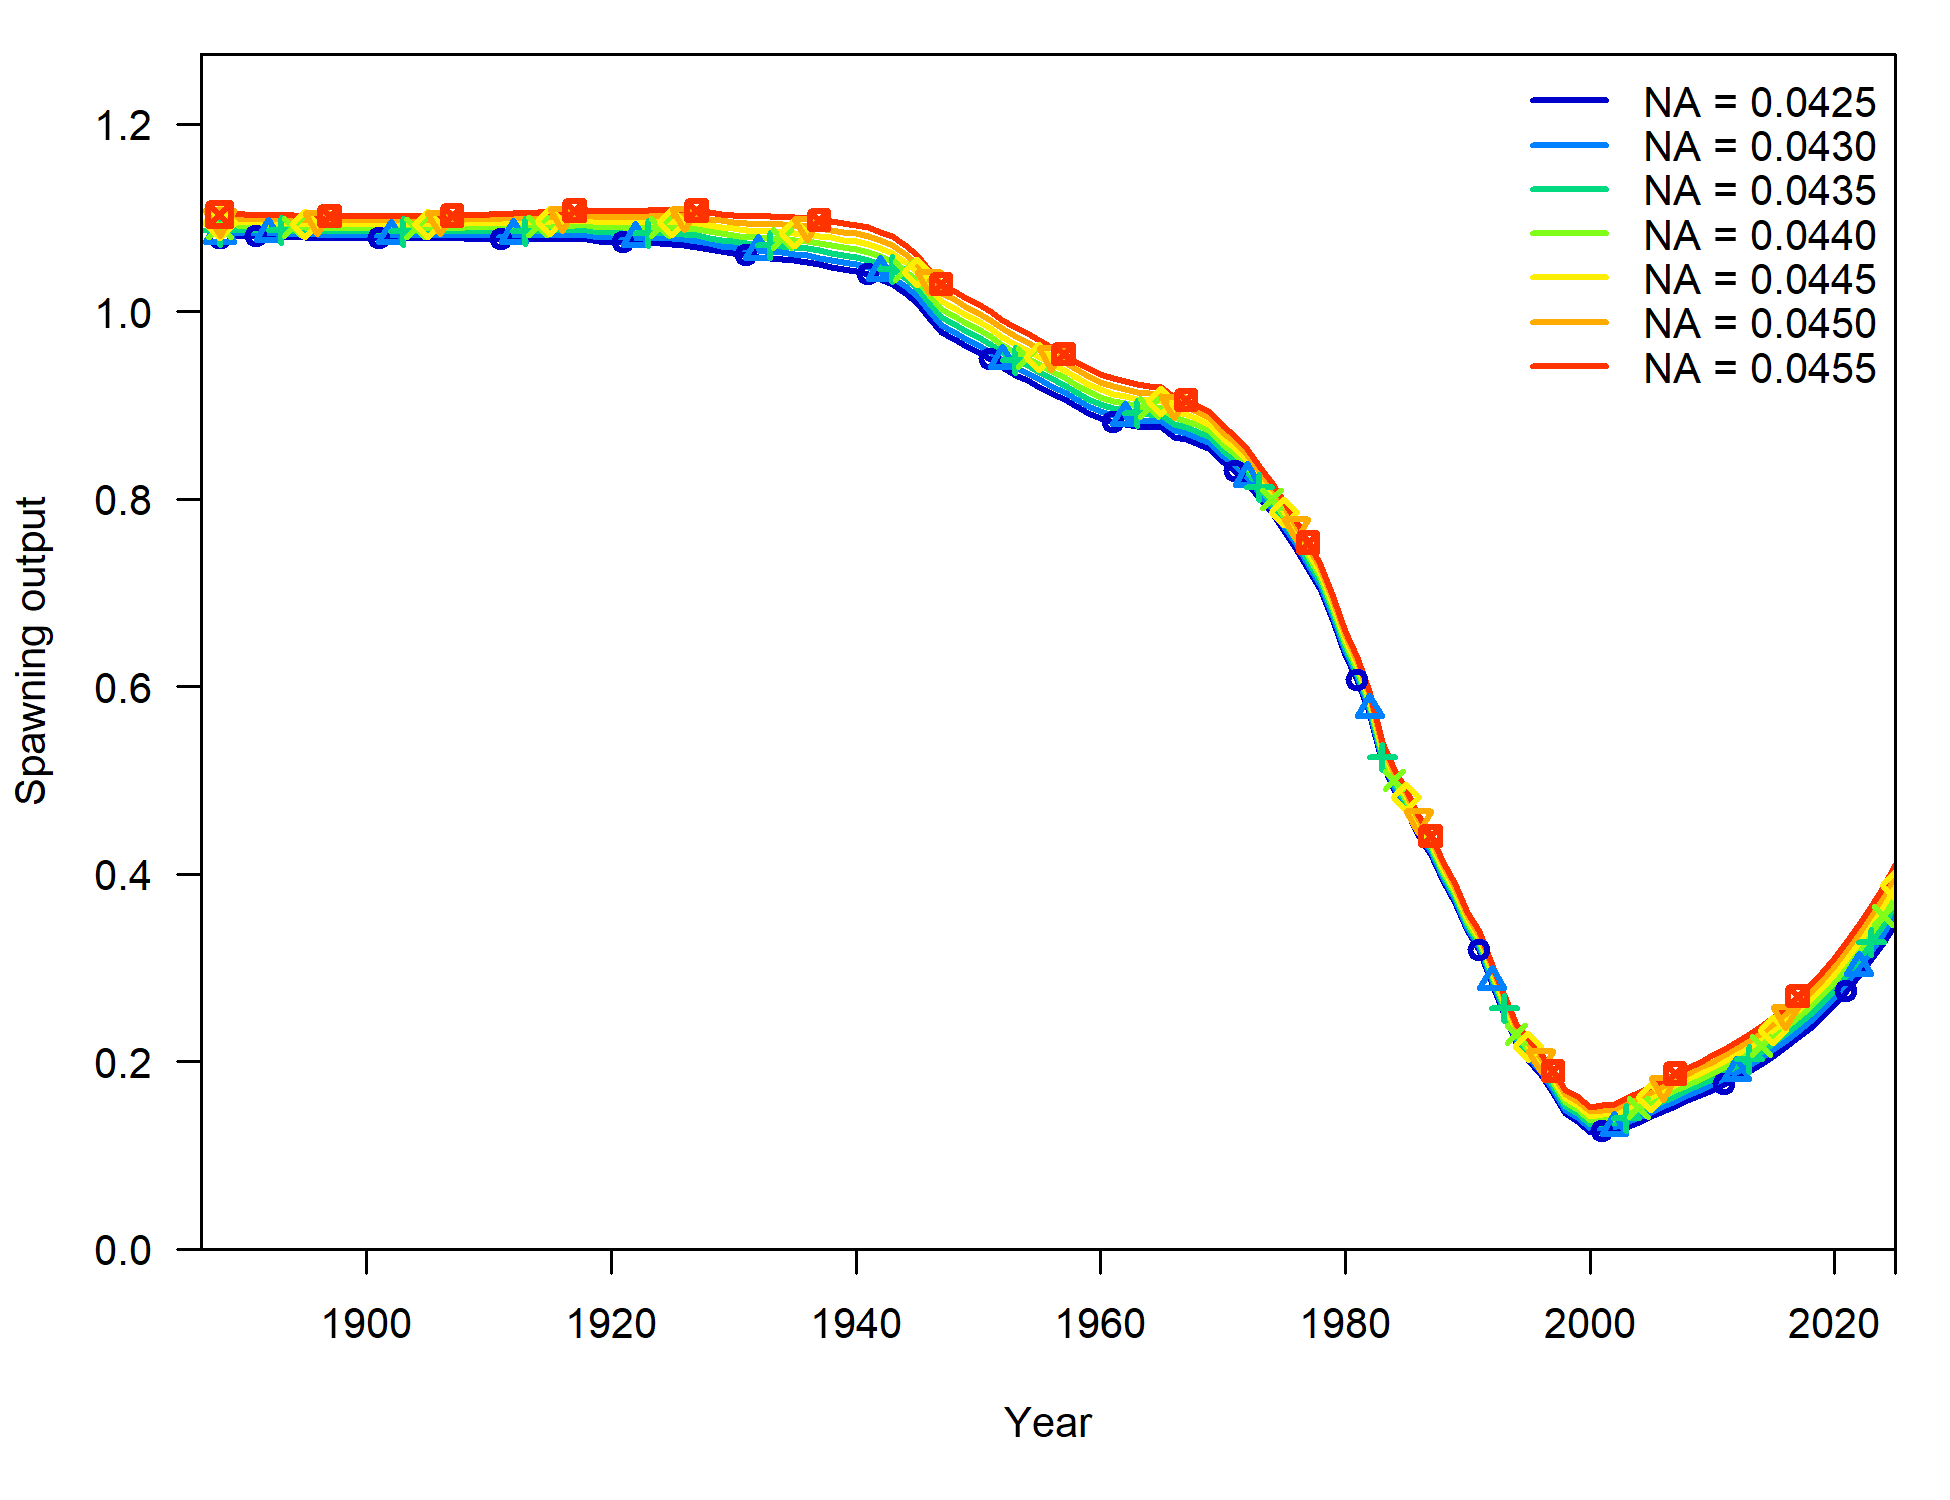 NA = 0.0425
NA = 0.0430
NA = 0.0435
NA = 0.0440
NA = 0.0445
NA = 0.0450
NA = 0.0455
1.2
1.0
0.8
0.6
0.4
0.2
0.0
Spawning output
1900 1920 1940 1960 1980 2000 2020
Year